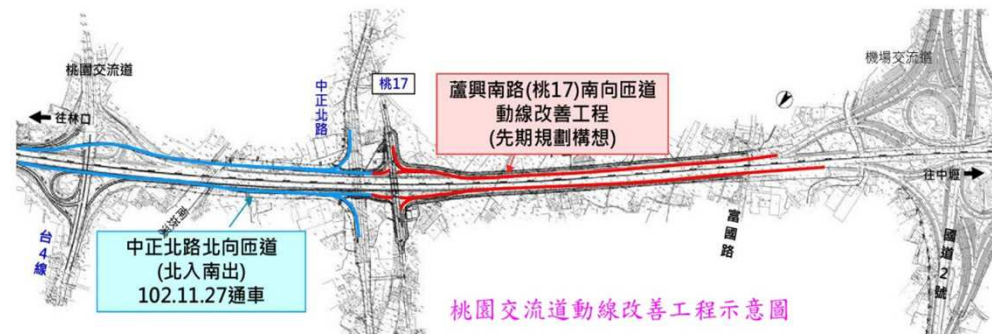 桃園交流道
往林口
中正北路
桃17
蘆興南路(桃17)南向匝道
動線改善工程
(先期規劃構想)
機場交流道
往中壢
南崁溪
台4線
中正北路北向匝道
(北入南出)
102.11.27通車
富國路
國道2號
桃園交流道動線改善工程示意圖